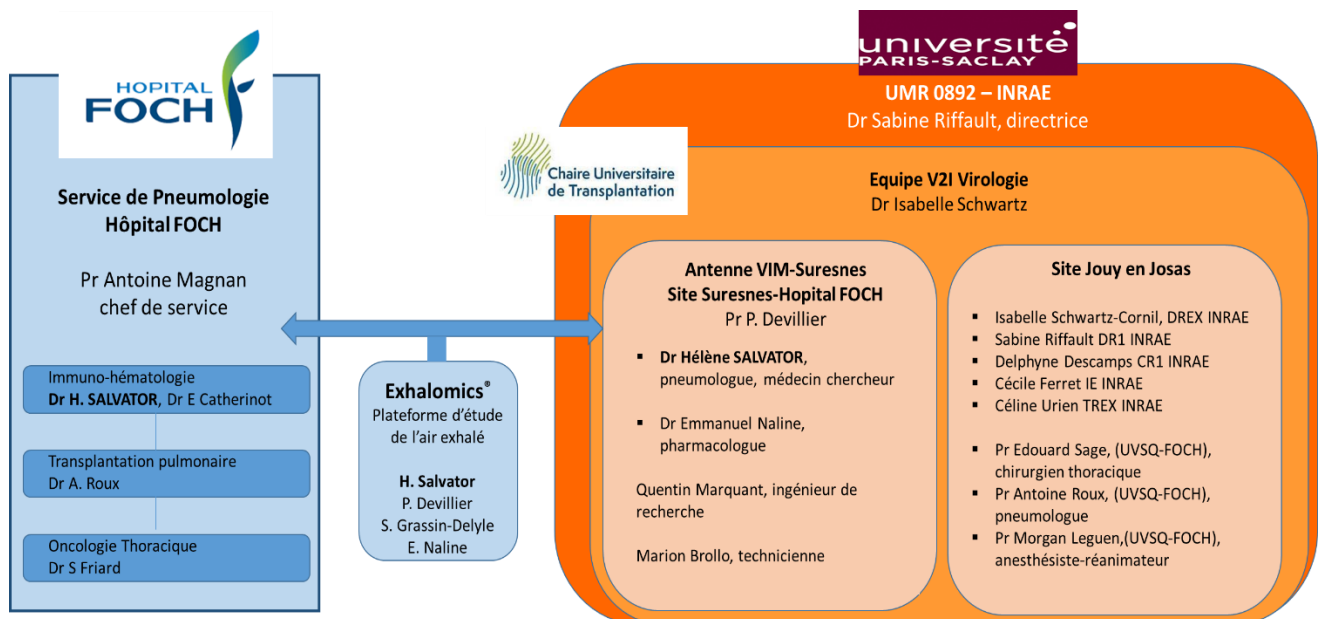 HOPITAL
FOCH
Service de Pneumologie
Hôpital FOCH
Pr Antoine Magnan
chef de service
Immuno-hématologie
Dr H. SALVATOR, Dr E Catherinot
Transplantation pulmonaire
Dr A. Roux
Oncologie Thoracique
Dr S Friard
Exhalomics®
Plateforme d’étude
de l’air exhalé
H. Salvator
P. Devillier
S. Grassin-Delyle
E. Naline
Chaire Universitaire
de Transplantation
université
PARIS-SACLAY
UMR 0892 – INRAE
Dr Sabine Riffault, directrice
Equipe V2I Virologie
Dr Isabelle Schwartz
Antenne VIM-Suresnes
Site Suresnes-Hopital FOCH
Pr P. Devillier
▪ Dr Hélène SALVATOR,
pneumologue, médecin chercheur
▪ Dr Emmanuel Naline,
pharmacologue
Quentin Marquant, ingénieur de
recherche
Marion Brollo, technicienne
Site Jouy en Josas
▪ Isabelle Schwartz-Cornil, DREX INRAE
▪ Sabine Riffault DR1 INRAE
▪ Delphyne Descamps CR1 INRAE
▪ Cécile Ferret IE INRAE
▪ Céline Urien TREX INRAE
▪ Pr Edouard Sage, (UVSQ-FOCH),
chirurgien thoracique
▪ Pr Antoine Roux, (UVSQ-FOCH),
pneumologue
▪ Pr Morgan Leguen,(UVSQ-FOCH),
anesthésiste-réanimateur